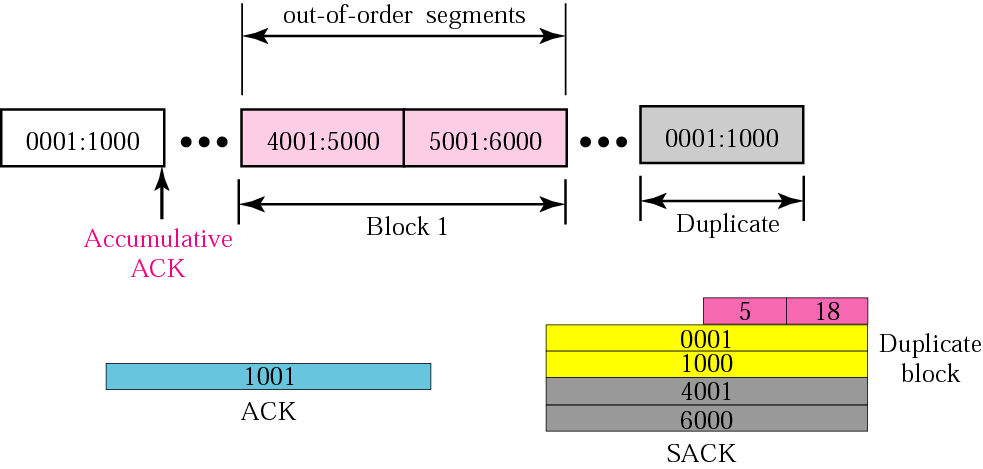 out-of-order segments
0001:1000 4001:5000 5001:6000 0001:1000
Block 1 Duplicate
Accumulative
ACK
5 18
0001
1000
4001
6000
SACK
Duplicate
block
1001
ACK